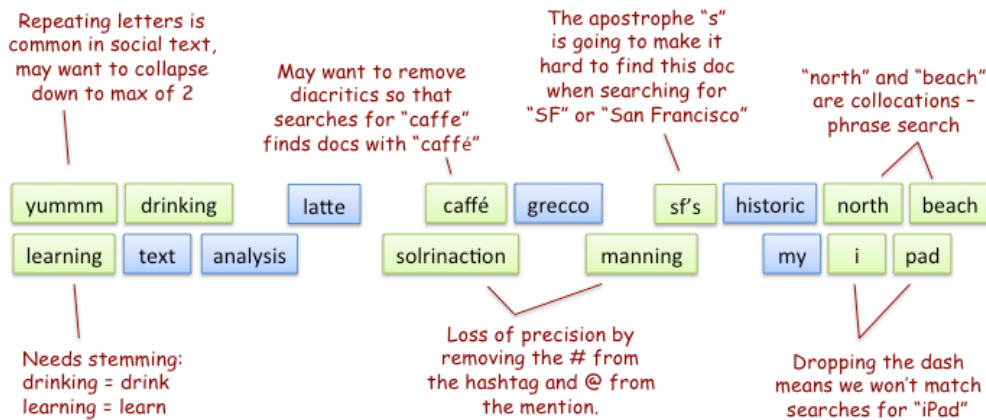 Repeating letters is
common in social text,
may want to collapse
down to max of 2
May want to remove
diacritics so that
searches for “caffe”
finds docs with “caffé”
The apostrophe “s”
is going to make it
hard to find this doc
when searching for
“SF” or “San Francisco”
“north” and “beach”
are collocations –
phrase search
yummm drinking latte caffé grecco sf’s historic north beach
learning text analysis solrinaction manning my i pad
Needs stemming:
drinking = drink
learning = learn
Loss of precision by
removing the # from
the hashtag and @ from
the mention.
Dropping the dash
means we won’t match
searches for “iPad”